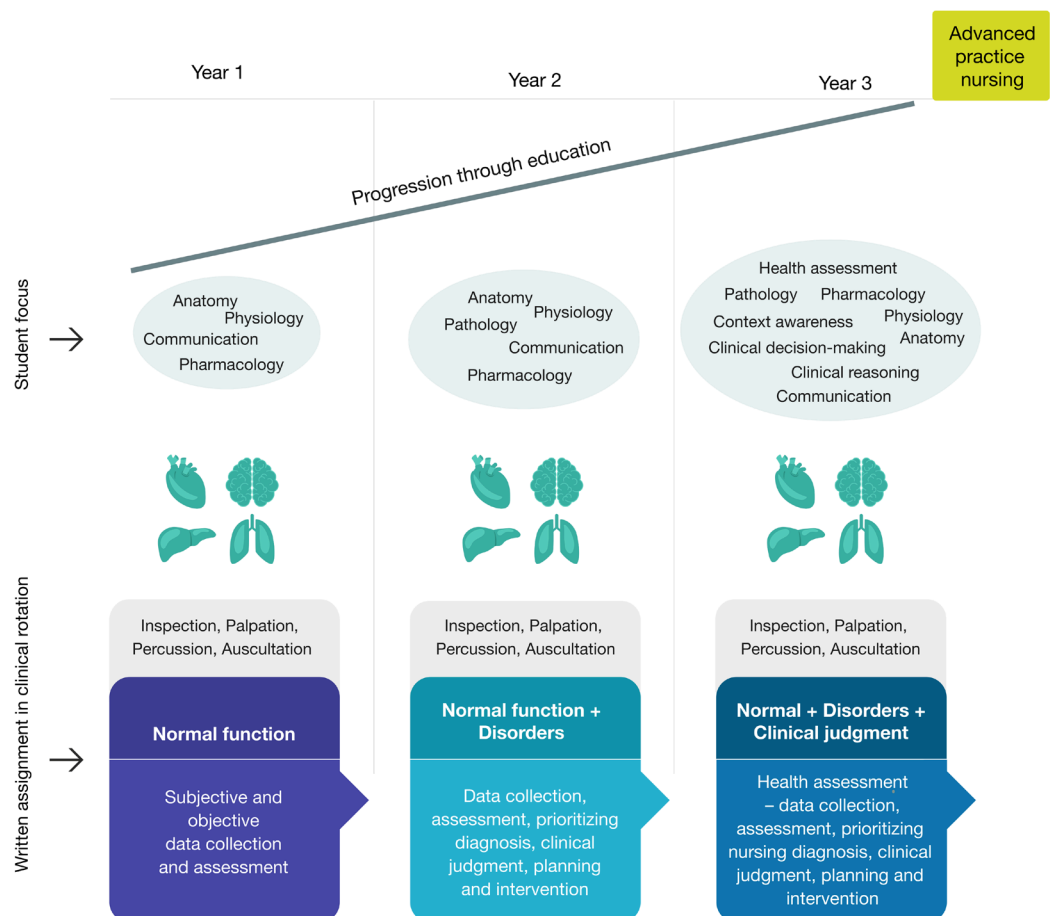 Advanced
practice
nursing
Year 1
Year 2
Year 3
Progression through education
Student focus
Anatomy
Physiology
Communication
Pharmacology
Anatomy
Physiology
Pathology
Communication
Pharmacology
Health assessment
Pathology
Pharmacology
Context awareness
Physiology
Anatomy
Clinical decision-making
Clinical reasoning
Communication
Written assignment in clinical rotation
Inspection, Palpation,
Percussion, Auscultation
Normal function
Subjective and
objective
data collection
and assessment
Inspection, Palpation,
Percussion, Auscultation
Normal function +
Disorders
Data collection,
assessment, prioritizing
diagnosis, clinical
judgment, planning
and intervention
Inspection, Palpation,
Percussion, Auscultation
Normal + Disorders +
Clinical judgment
Health assessment
– data collection,
assessment, prioritizing
nursing diagnosis, clinical
judgment, planning and
intervention